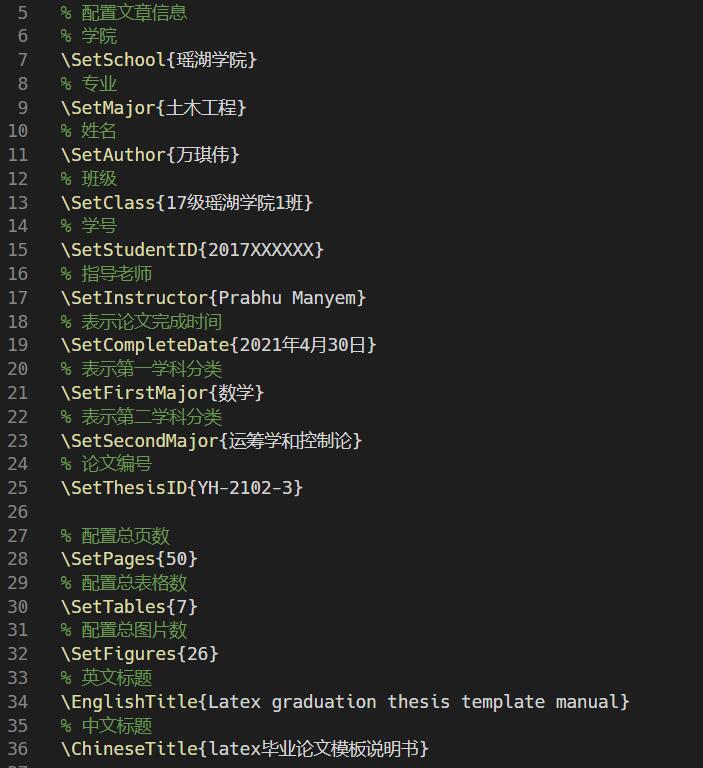 5 % 配置文章信息
6 % 学院
7 \SetSchool{瑶湖学院}
8 % 专业
9 \SetMajor{土木工程}
10 % 姓名
11 \SetAuthor{万琪伟}
12 % 班级
13 \SetClass{17级瑶湖学院1班}
14 % 学号
15 \SetStudentID{2017XXXXXX}
16 % 指导老师
17 \SetInstructor{Prabhu Manyem}
18 % 表示论文完成时间
19 \SetCompleteDate{2021年4月30日}
20 % 表示第一学科分类
21 \SetFirstMajor{数学}
22 % 表示第二学科分类
23 \SetSecondMajor{运筹学和控制论}
24 % 论文编号
25 \SetThesisID{YH-2102-3}
26
27 % 配置总页数
28 \SetPages{50}
29 % 配置总表格数
30 \SetTables{7}
31 % 配置总图片数
32 \SetFigures{26}
33 % 英文标题
34 \EnglishTitle{Latex graduation thesis template manual}
35 % 中文标题
36 \ChineseTitle{latex毕业论文模板说明书}